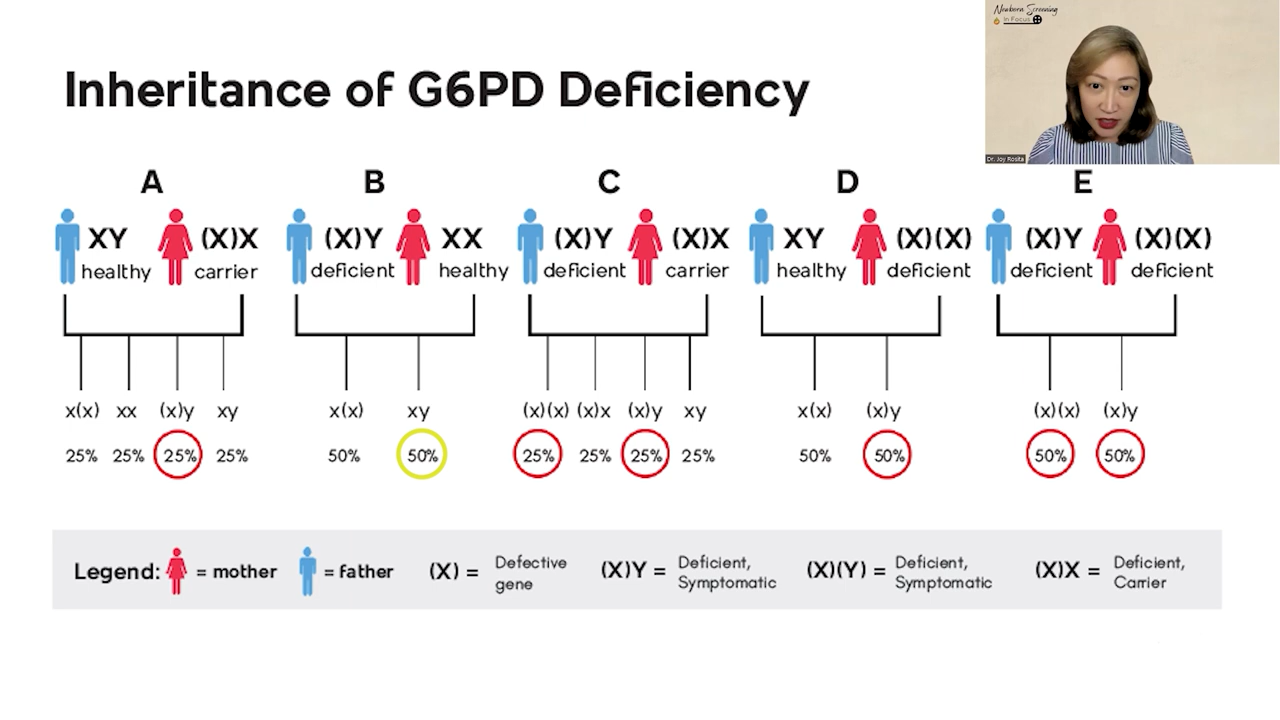 Newborn Screening
In Focus
Dr. Joy Rosita
Inheritance of G6PD Deficiency
A B C D E
XY (X)X (X)Y XX (X)Y (X)X XY (X)(X) (X)Y (X)(X)
healthy carrier deficient healthy deficient carrier healthy deficient deficient deficient
x(x) xx (x)y xy x(x) xy (x)(x) (x)x (x)y xy x(x) (x)y (x)(x) (x)y
25% 25% 25% 25% 50% 50% 25% 25% 25% 25% 50% 50% 50% 50%
Legend: = mother = father (X) = Defective gene (X)Y = Deficient, Symptomatic (X)(Y) = Deficient, Symptomatic (X)X = Deficient, Carrier